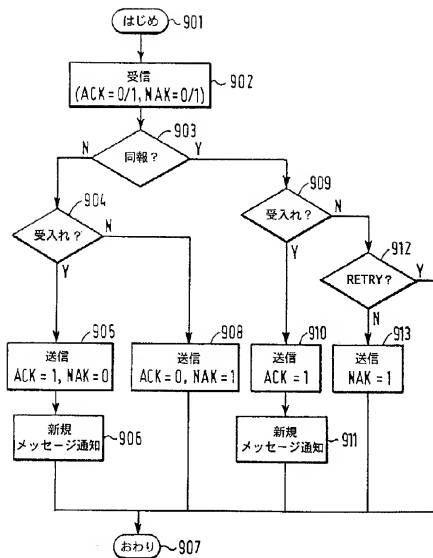 はじめ 901
受信 902
(ACK=0/1, NAK=0/1)
903
N 同報? Y
904
受入れ? N
Y
909
受入れ? N
Y
912
RETRY? Y
N
905
送信
ACK=1, NAK=0
908
送信
ACK=0, NAK=1
910
送信
ACK=1
913
送信
NAK=1
新規
メッセージ通知 906
新規
メッセージ通知 911
おわり 907